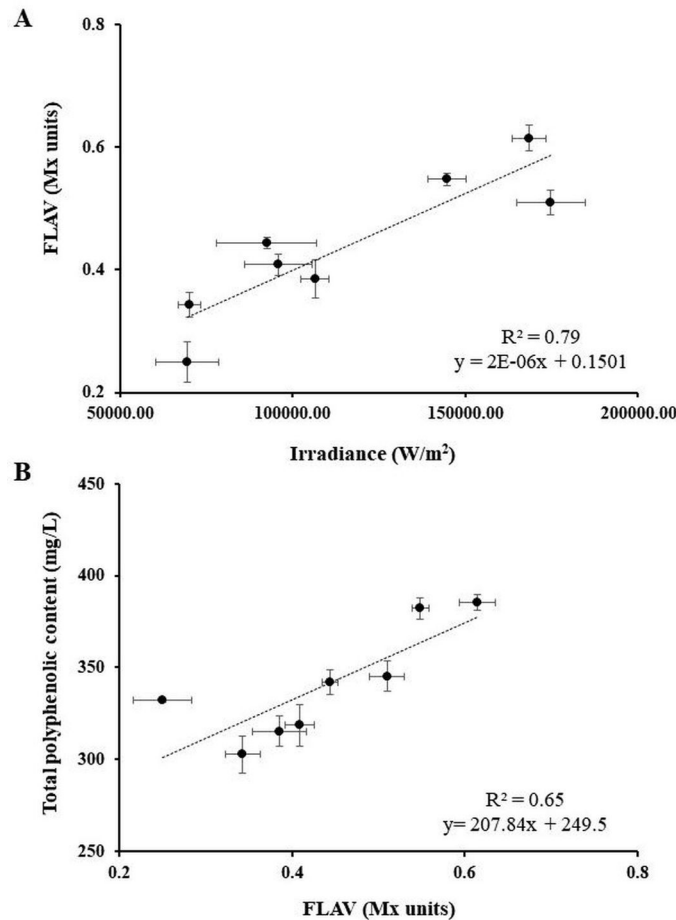 A
0.8
0.6
0.4
0.2
FLAV (Mx units)
50000.00 100000.00 150000.00 200000.00
Irradiance (W/m²)
R² = 0.79
y = 2E-06x + 0.1501
B
450
400
350
300
250
Total polyphenolic content (mg/L)
0.2 0.4 0.6 0.8
FLAV (Mx units)
R² = 0.65
y= 207.84x + 249.5